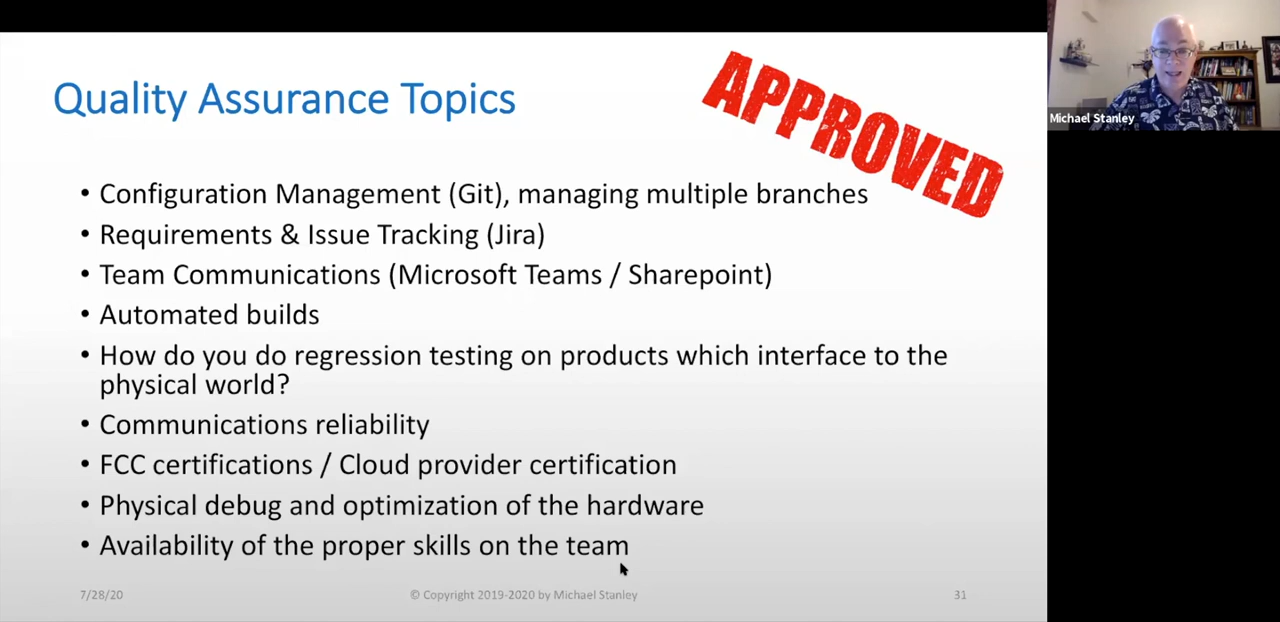 Quality Assurance Topics
APPROVED
Michael Stanley
• Configuration Management (Git), managing multiple branches
• Requirements & Issue Tracking (Jira)
• Team Communications (Microsoft Teams / Sharepoint)
• Automated builds
• How do you do regression testing on products which interface to the
physical world?
• Communications reliability
• FCC certifications / Cloud provider certification
• Physical debug and optimization of the hardware
• Availability of the proper skills on the team
7/28/20
© Copyright 2019-2020 by Michael Stanley
31